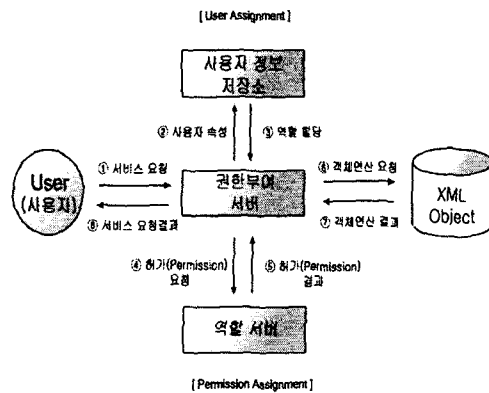 [ User Assignment ]
사용자 정보
저장소
② 사용자 속성
③ 역할 할당
① 서비스 요청
⑥ 객체연산 요청
User
(사용자)
권한부여
서버
XML
Object
⑧ 서비스 요청결과
⑦ 객체연산 결과
④ 허가(Permission)
요청
⑤ 허가(Permission)
결과
역할 서버
[ Permission Assignment ]